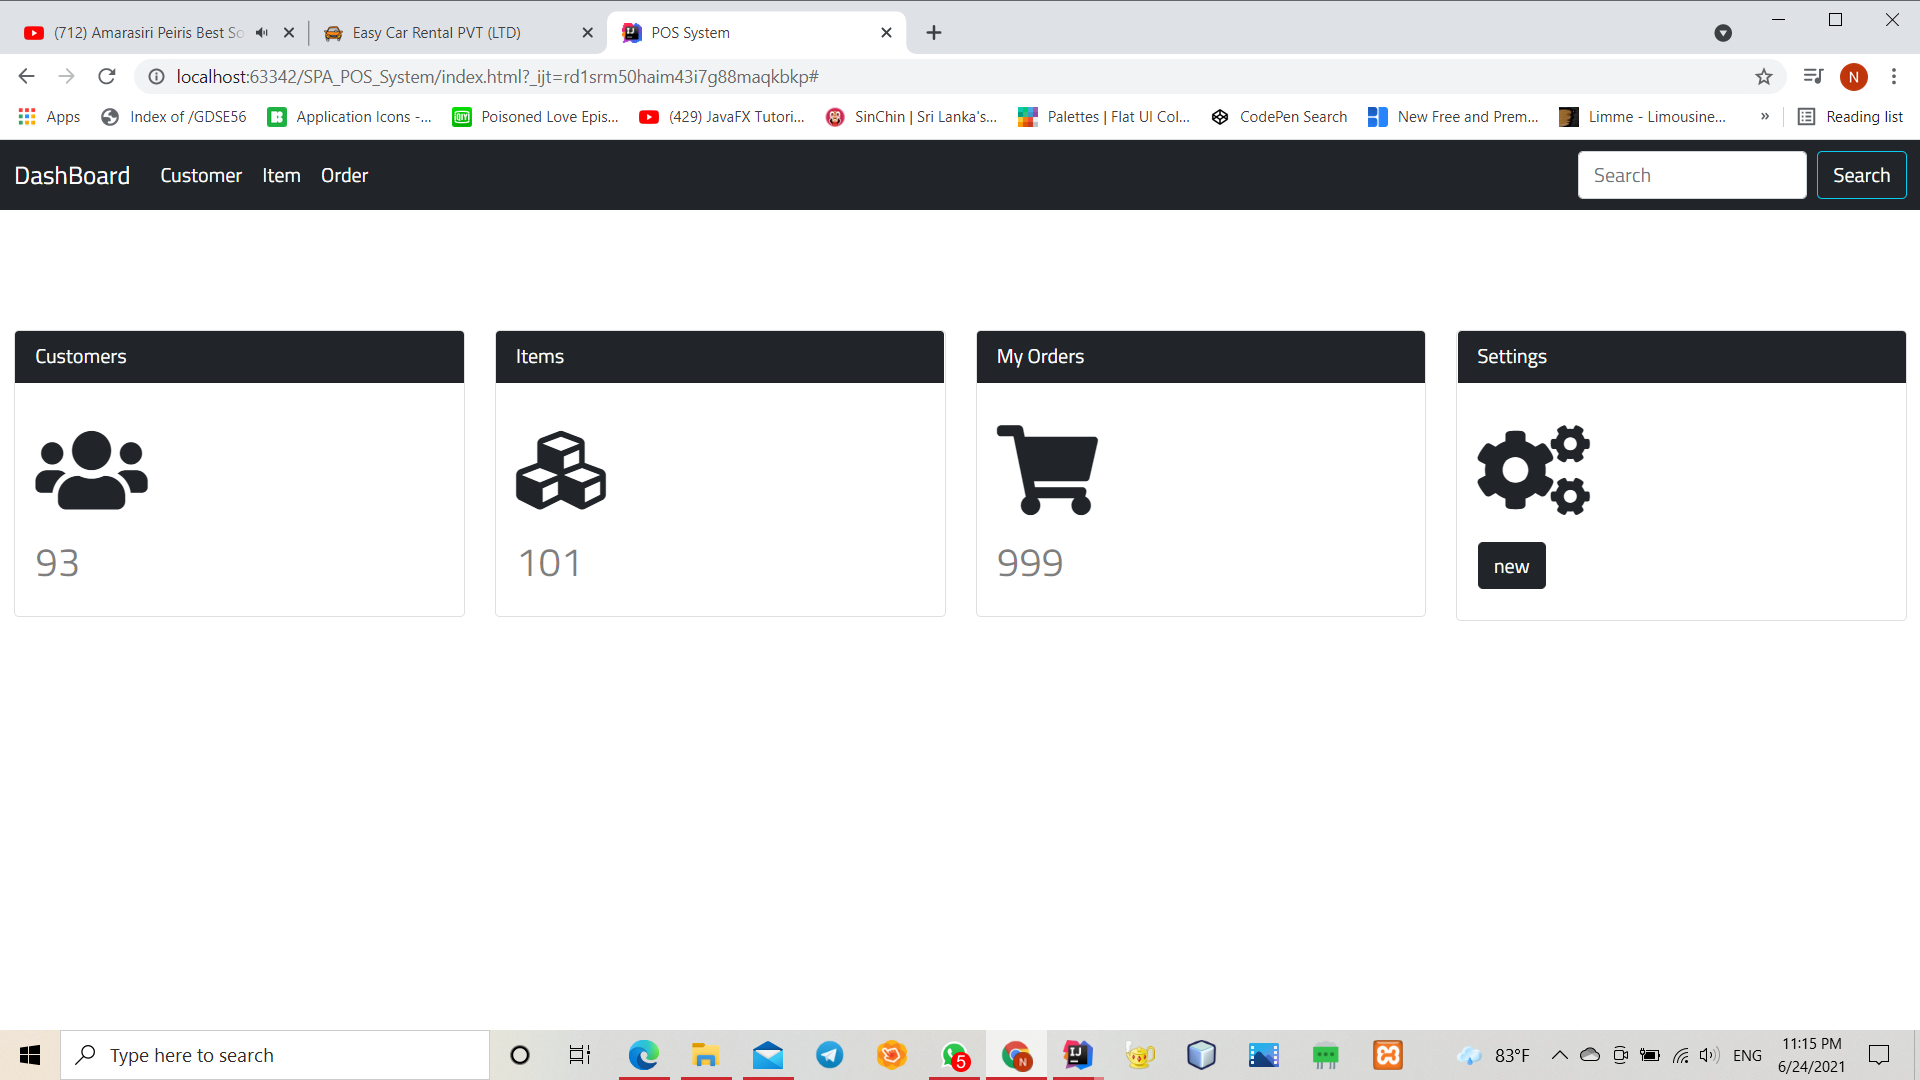 (712) Amarasiri Peiris Best So
Easy Car Rental PVT (LTD)
POS System
localhost:63342/SPA_POS_System/index.html?_ijt=rd1srm50haim43i7g88maqkbkp#
N
Apps
Index of /GDSE56
Application Icons -...
Poisoned Love Epis...
(429) JavaFX Tutori...
SinChin | Sri Lanka's...
Palettes | Flat UI Col...
CodePen Search
New Free and Prem...
Limme - Limousine...
»
Reading list
DashBoard
Customer
Item
Order
Search
Search
Customers
Items
My Orders
Settings
93
101
999
new
Type here to search
5
N
IJ
83°F
ENG
11:15 PM
6/24/2021